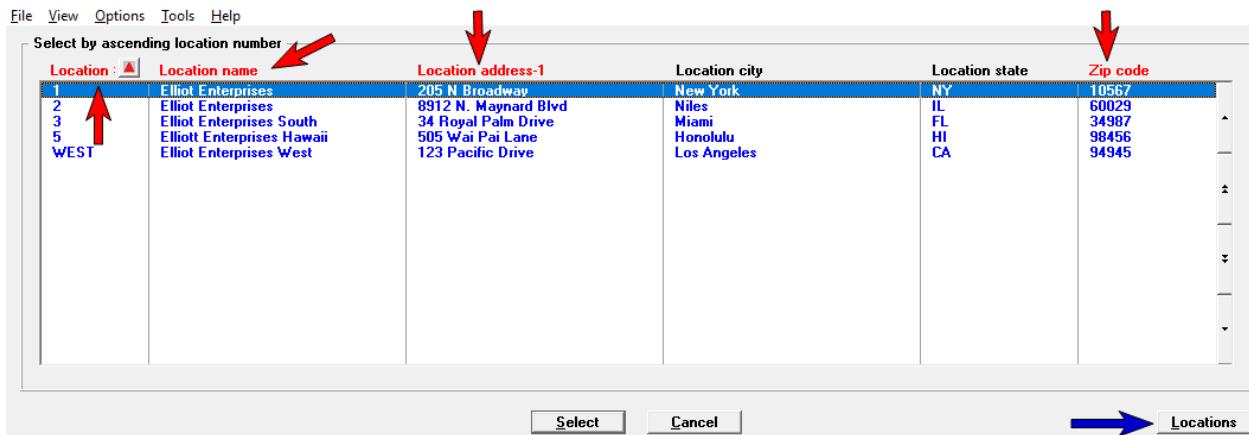 File View Options Tools Help
Select by ascending location number
Location : Location name Location address-1 Location city Location state Zip code
1 Elliot Enterprises 205 N Broadway New York NY 10567
2 Elliot Enterprises 8912 N. Maynard Blvd Niles IL 60029
3 Elliot Enterprises South 34 Royal Palm Drive Miami FL 34987
5 Elliott Enterprises Hawaii 505 Wai Pai Lane Honolulu HI 98456
WEST Elliot Enterprises West 123 Pacific Drive Los Angeles CA 94945
Select Cancel Locations